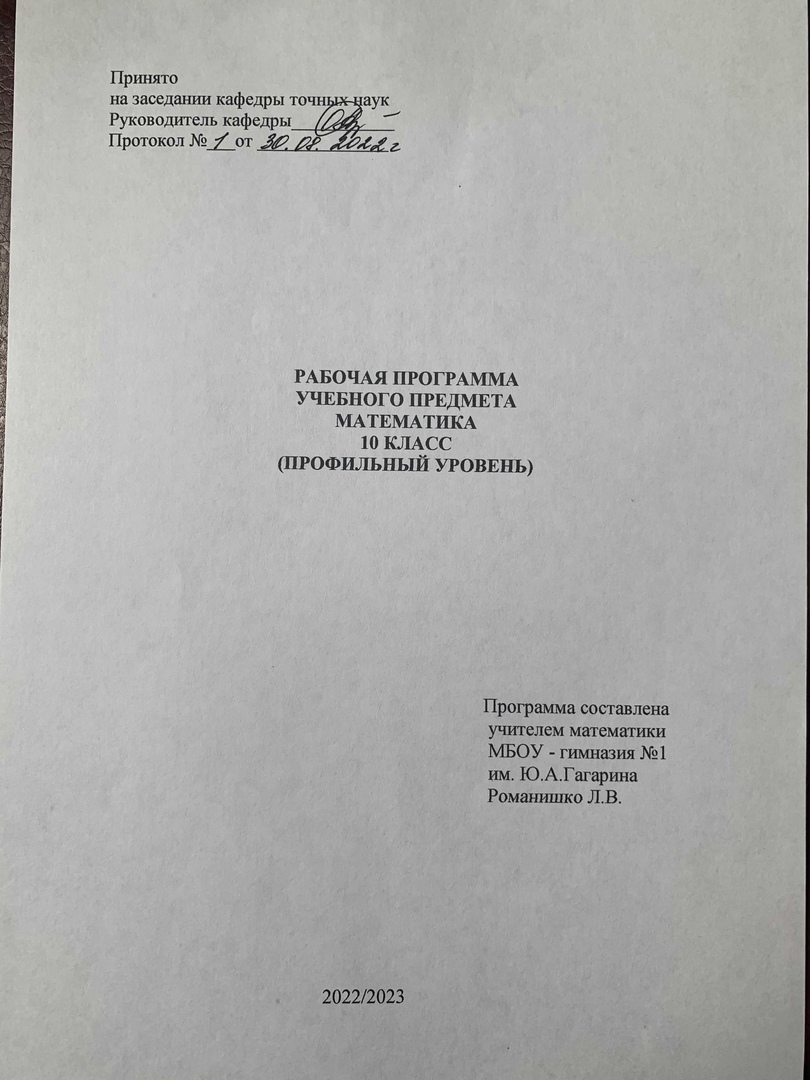 Принято
на заседании кафедры точных наук
Руководитель кафедры
Протокол № 1 от 30.08.2022г
РАБОЧАЯ ПРОГРАММА
УЧЕБНОГО ПРЕДМЕТА
МАТЕМАТИКА
10 КЛАСС
(ПРОФИЛЬНЫЙ УРОВЕНЬ)
Программа составлена
учителем математики
МБОУ - гимназия №1
им. Ю.А.Гагарина
Романишко Л.В.
2022/2023